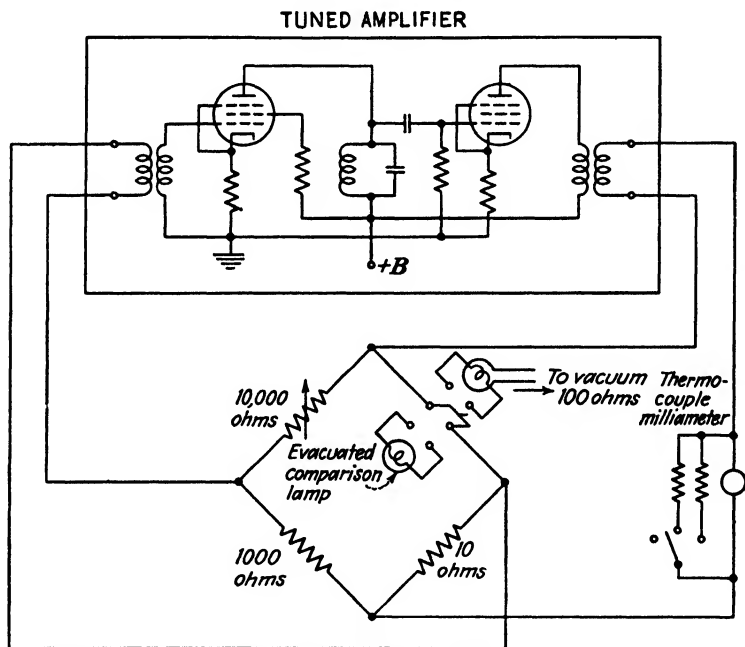 TUNED AMPLIFIER
+B
10,000
ohms
To vacuum
100 ohms
Thermo-
couple
milliameter
Evacuated
comparison
lamp
1000
ohms
10
ohms